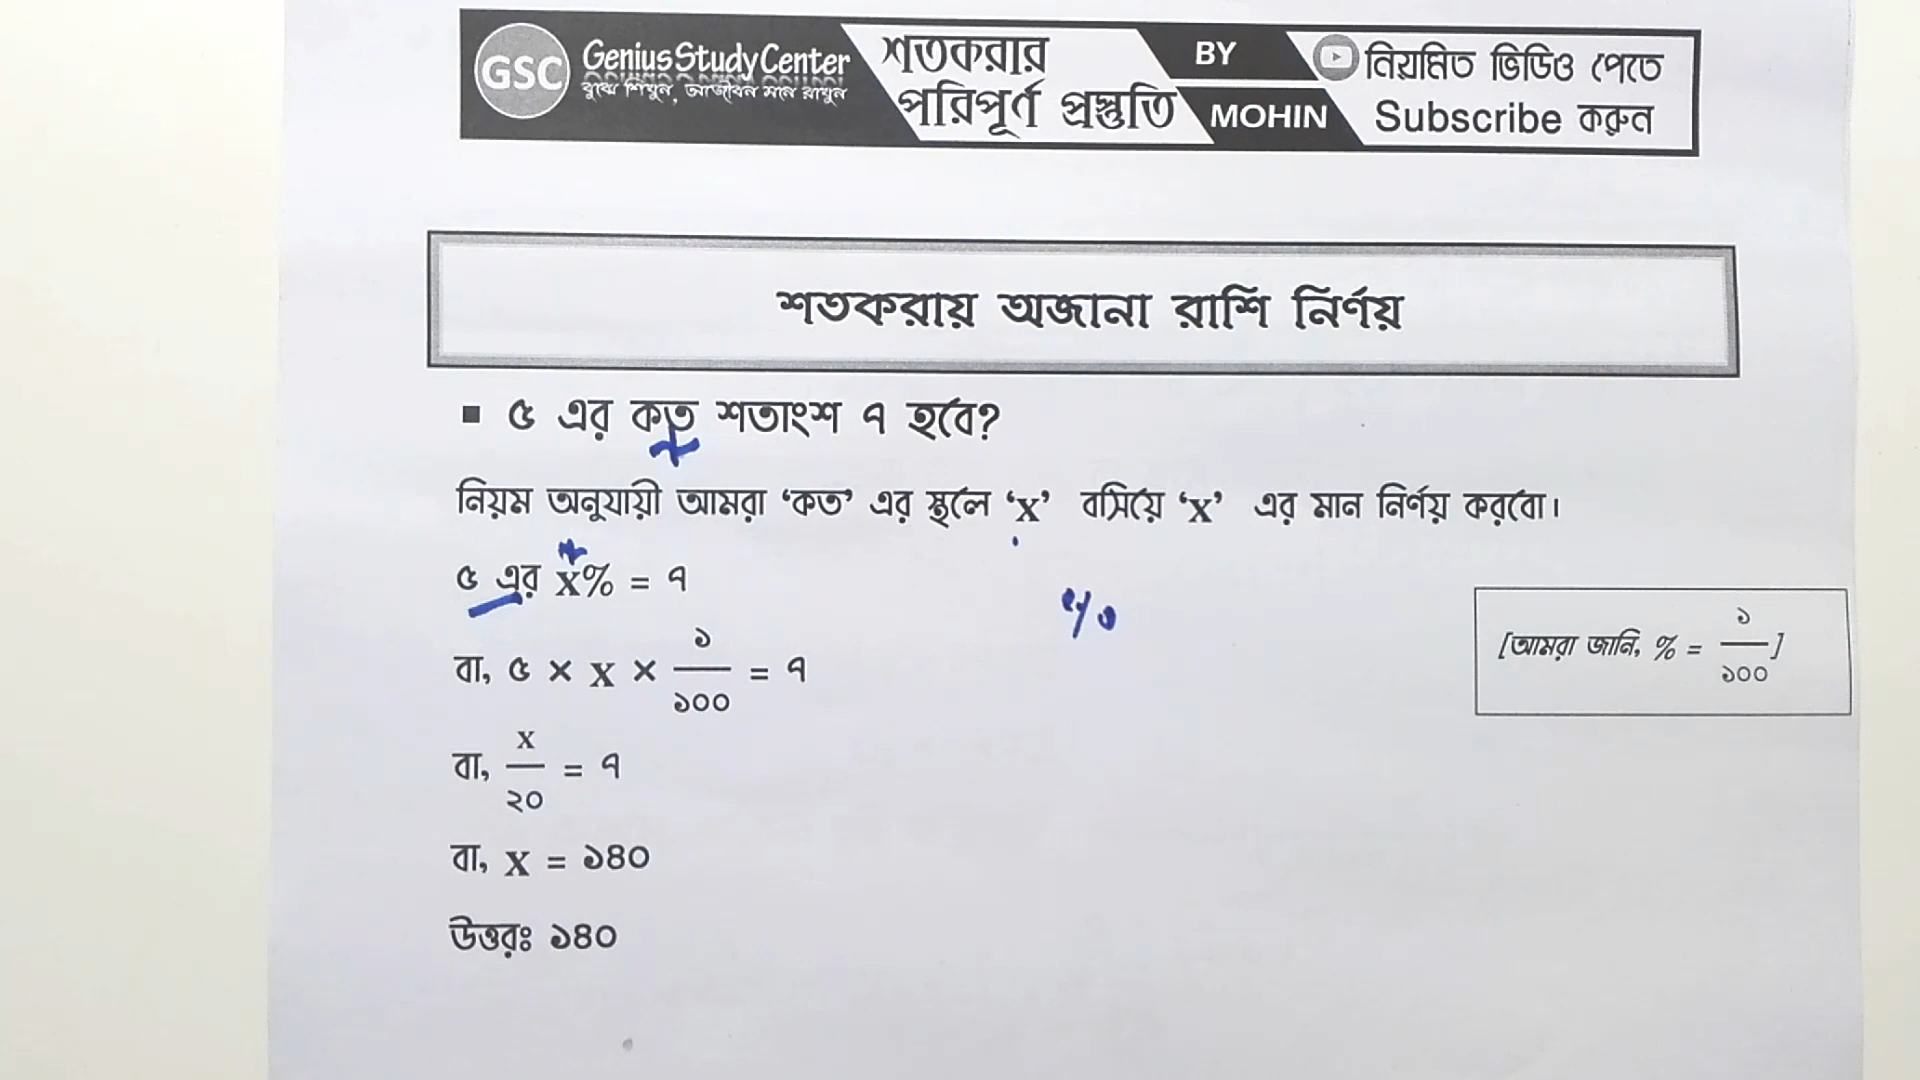 GSC
Genius Study Center
বুঝে শিখুন, আজীবন মনে রাখুন
শতকরার
পরিপূর্ণ প্রস্তুতি
BY
MOHIN
নিয়মিত ভিডিও পেতে
Subscribe করুন
শতকরায় অজানা রাশি নির্ণয়
▪ ৫ এর কত শতাংশ ৭ হবে?
নিয়ম অনুযায়ী আমরা ‘কত’ এর স্থলে ‘x’ বসিয়ে ‘x’ এর মান নির্ণয় করবো।
৫ এর x% = ৭
%
[আমরা জানি, % = ১/১০০]
বা, ৫ × x × ১/১০০ = ৭
বা, x/২০ = ৭
বা, x = ১৪০
উত্তরঃ ১৪০